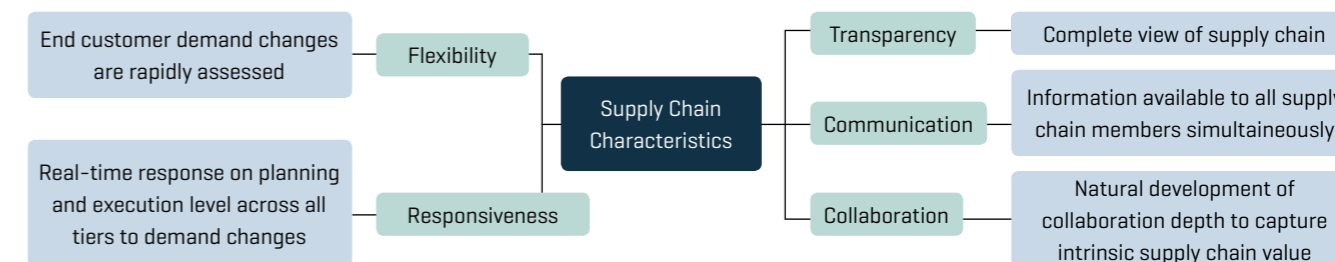 End customer demand changes
are rapidly assessed
Flexibility
Real-time response on planning
and execution level across all
tiers to demand changes
Responsiveness
Supply Chain
Characteristics
Transparency
Complete view of supply chain
Communication
Information available to all supply
chain members simultaineously
Collaboration
Natural development of
collaboration depth to capture
intrinsic supply chain value